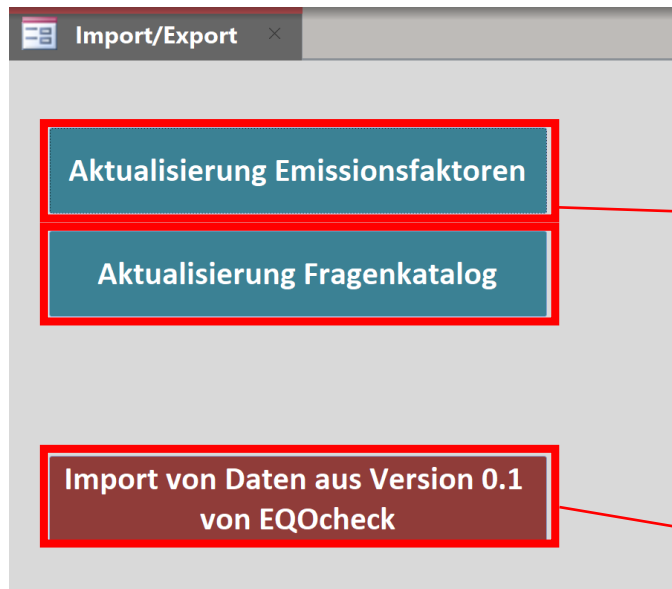 Import/Export
Aktualisierung Emissionsfaktoren
Aktualisierung Fragenkatalog
Import von Daten aus Version 0.1
von EQOcheck